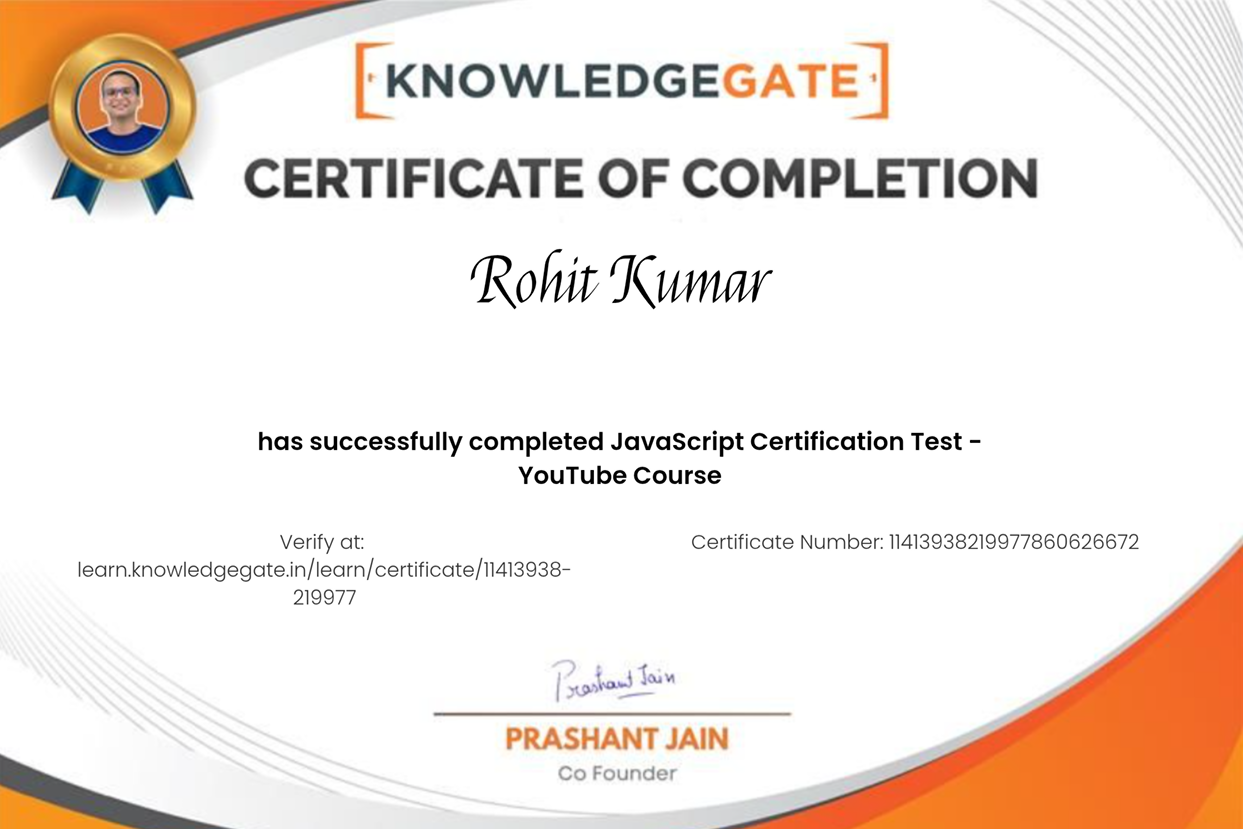 KNOWLEDGEGATE
CERTIFICATE OF COMPLETION
Rohit Kumar
has successfully completed JavaScript Certification Test -
YouTube Course
Verify at:
learn.knowledgegate.in/learn/certificate/11413938-
219977
Certificate Number: 11413938219977860626672
Prashant Jain
PRASHANT JAIN
Co Founder